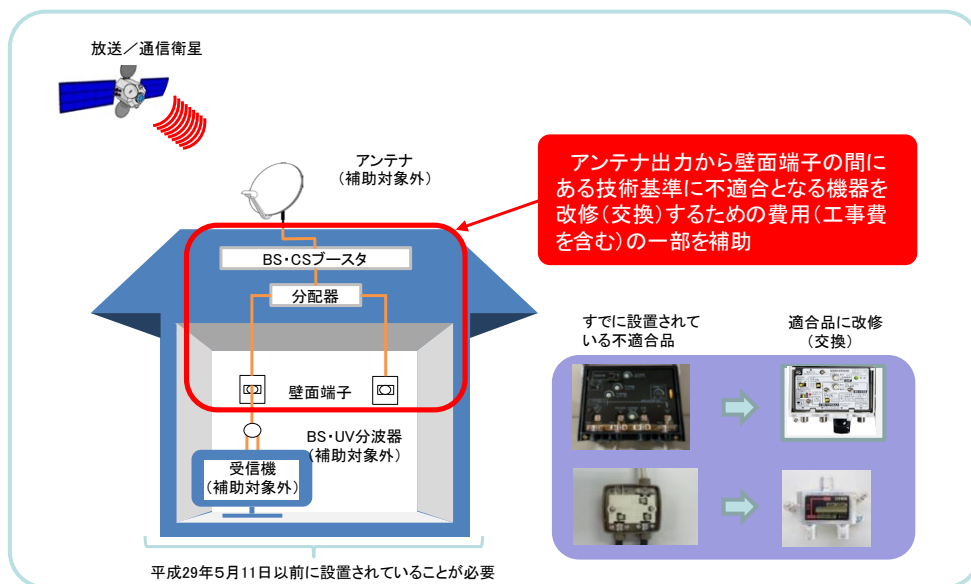 放送／通信衛星
アンテナ
（補助対象外）
アンテナ出力から壁面端子の間に
ある技術基準に不適合となる機器を
改修（交換）するための費用（工事費
を含む）の一部を補助
BS・CSブースタ
分配器
壁面端子
BS・UV分波器
（補助対象外）
受信機
（補助対象外）
すでに設置されて
いる不適合品
適合品に改修
（交換）
平成29年5月11日以前に設置されていることが必要